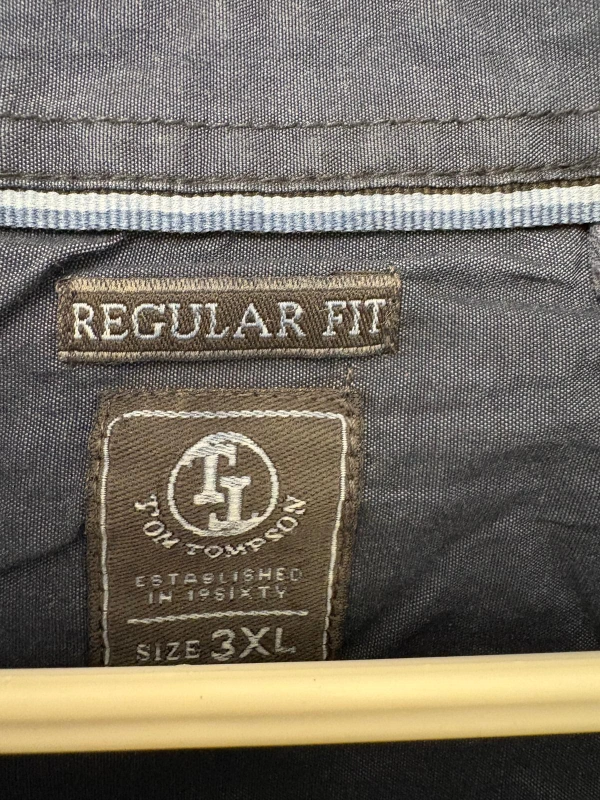 REGULAR FIT
TT
TOM TOMPSON
ESTABLISHED
IN 19SIXTY
SIZE 3XL